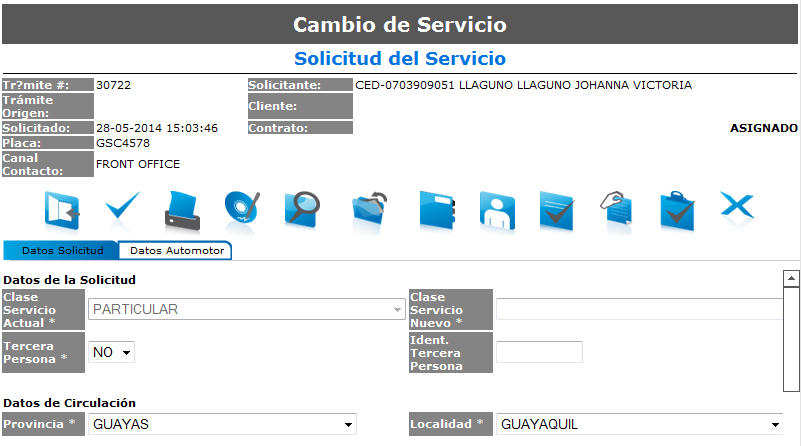 Cambio de Servicio
Solicitud del Servicio
Tr?mite #: 30722 Solicitante: CED-0703909051 LLAGUNO LLAGUNO JOHANNA VICTORIA
Trámite Origen: Cliente:
Solicitado: 28-05-2014 15:03:46 Contrato: ASIGNADO
Placa: GSC4578
Canal Contacto: FRONT OFFICE
Datos Solicitud Datos Automotor
Datos de la Solicitud
Clase Servicio Actual * PARTICULAR Clase Servicio Nuevo *
Tercera Persona * NO Ident. Tercera Persona
Datos de Circulación
Provincia * GUAYAS Localidad * GUAYAQUIL